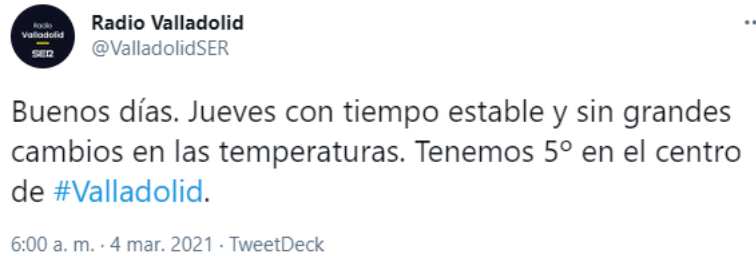 Radio
Valladolid
SER
Radio Valladolid
@ValladolidSER
Buenos días. Jueves con tiempo estable y sin grandes
cambios en las temperaturas. Tenemos 5º en el centro
de #Valladolid.
6:00 a. m. · 4 mar. 2021 · TweetDeck